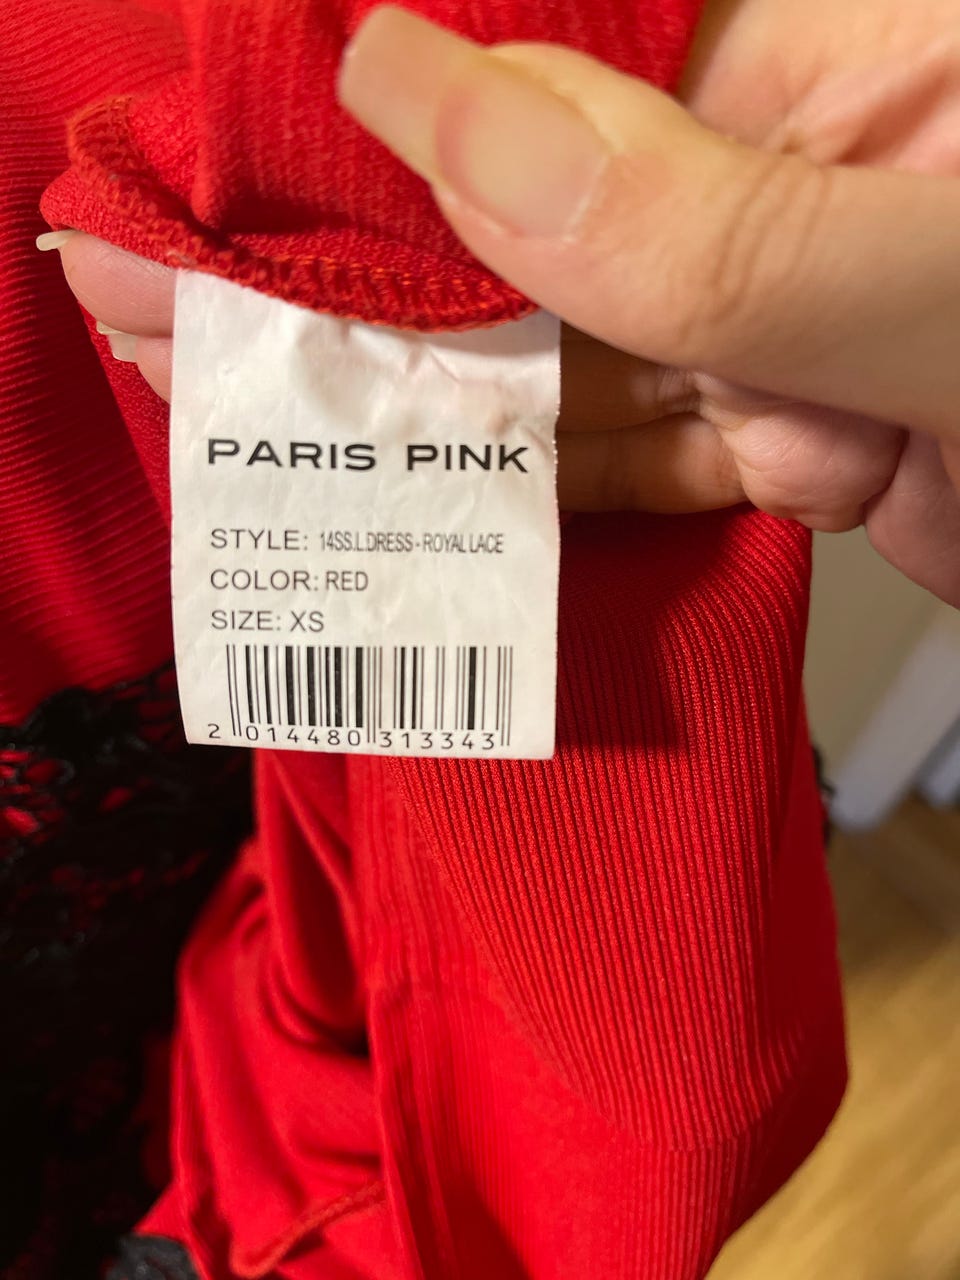 PARIS PINK
STYLE: 14SS.L.DRESS - ROYAL LACE
COLOR: RED
SIZE: XS
2 014480 313343